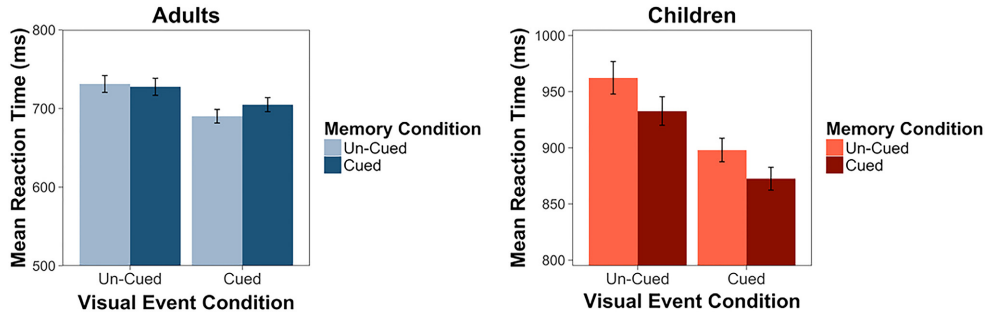 Adults
Mean Reaction Time (ms)
800
700
600
500
Un-Cued
Cued
Visual Event Condition
Memory Condition
Un-Cued
Cued
Children
Mean Reaction Time (ms)
1000
950
900
850
800
Un-Cued
Cued
Visual Event Condition
Memory Condition
Un-Cued
Cued